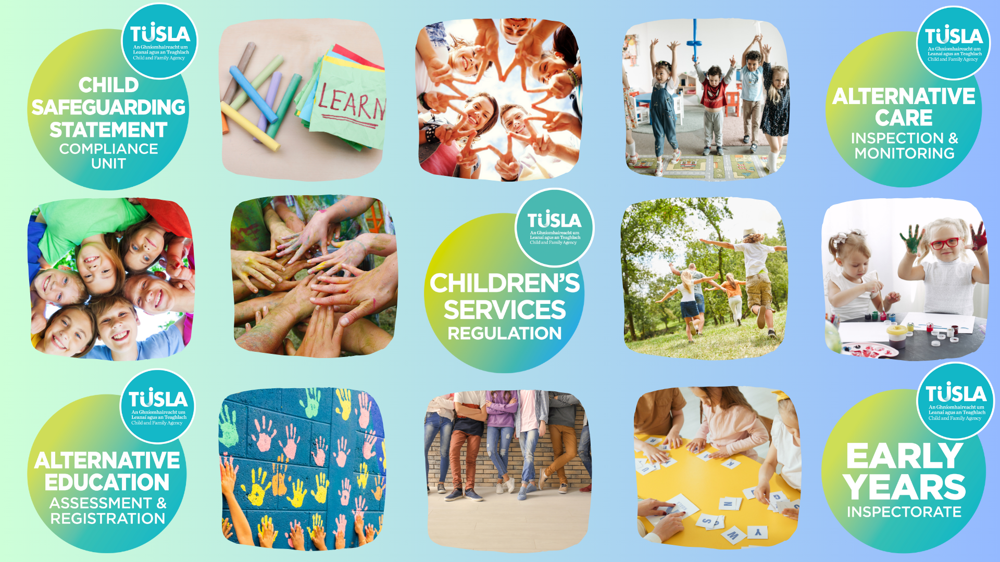 TUSLA
An Ghníomhaireacht um
Leanaí agus an Teaghlach
Child and Family Agency
CHILD
SAFEGUARDING
STATEMENT
COMPLIANCE
UNIT
LEARN
TUSLA
An Ghníomhaireacht um
Leanaí agus an Teaghlach
Child and Family Agency
ALTERNATIVE
CARE
INSPECTION &
MONITORING
TUSLA
An Ghníomhaireacht um
Leanaí agus an Teaghlach
Child and Family Agency
CHILDREN'S
SERVICES
REGULATION
TUSLA
An Ghníomhaireacht um
Leanaí agus an Teaghlach
Child and Family Agency
ALTERNATIVE
EDUCATION
ASSESSMENT &
REGISTRATION
U
K
N
G
S
W
Y
TUSLA
An Ghníomhaireacht um
Leanaí agus an Teaghlach
Child and Family Agency
EARLY
YEARS
INSPECTORATE